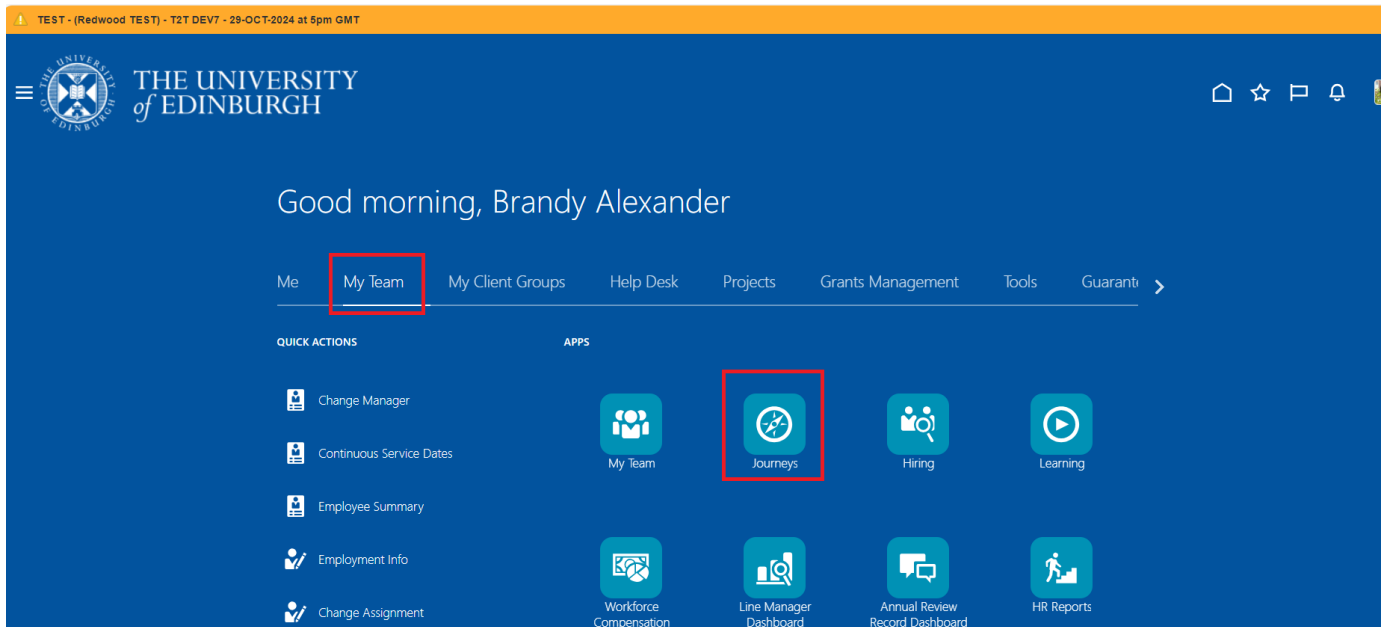 TEST - (Redwood TEST) - T2T DEV7 - 29-OCT-2024 at 5pm GMT
THE UNIVERSITY
of EDINBURGH
Good morning, Brandy Alexander
Me My Team My Client Groups Help Desk Projects Grants Management Tools Guarante
QUICK ACTIONS APPS
Change Manager
Continuous Service Dates
Employee Summary
Employment Info
Change Assignment
My Team Journeys Hiring Learning
Workforce Compensation
Line Manager Dashboard
Annual Review Record Dashboard
HR Reports